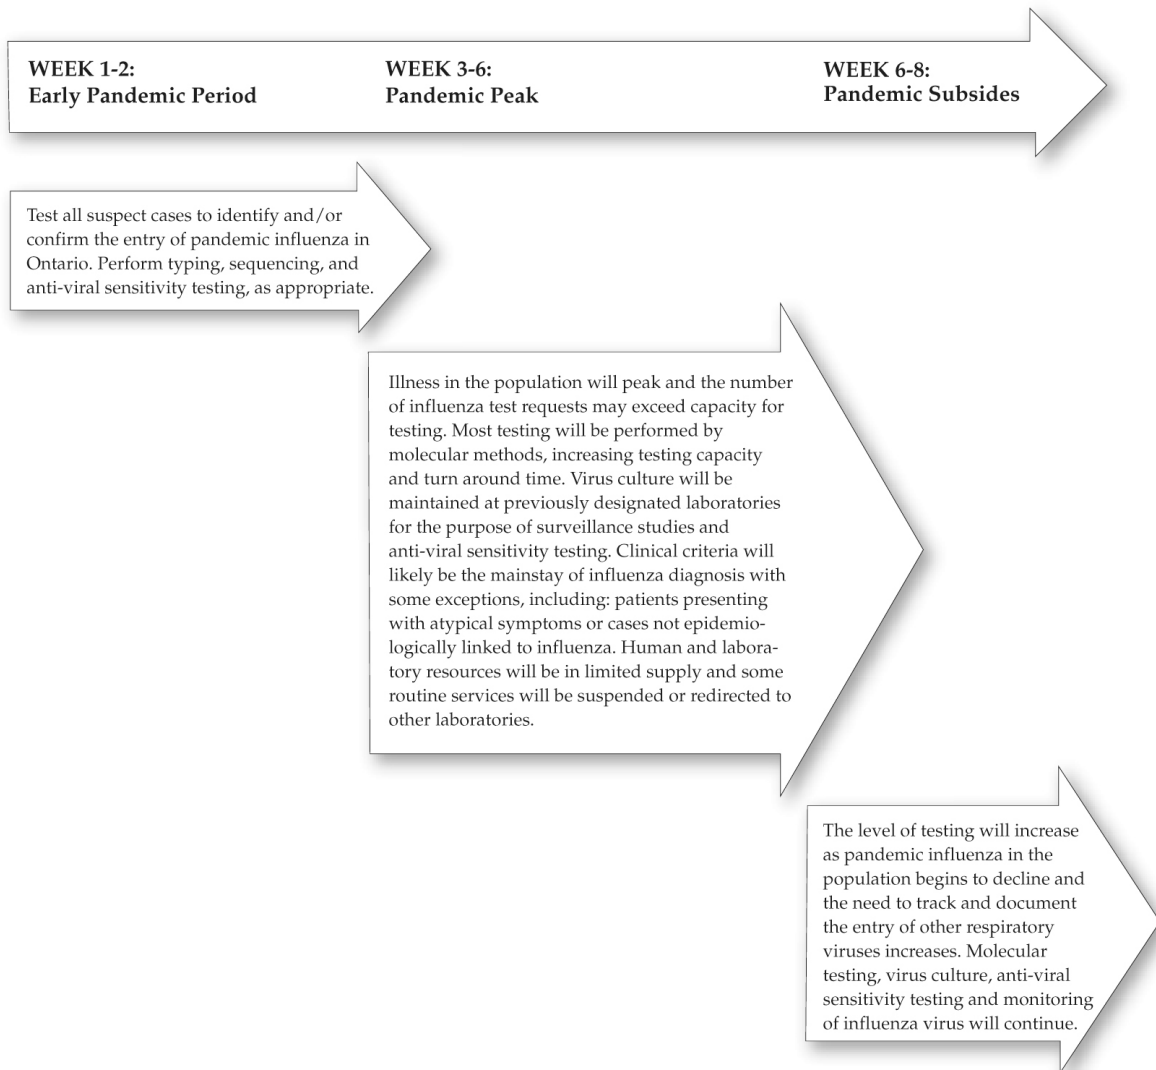 WEEK 1-2:
Early Pandemic Period
WEEK 3-6:
Pandemic Peak
WEEK 6-8:
Pandemic Subsides
Test all suspect cases to identify and/or
confirm the entry of pandemic influenza in
Ontario. Perform typing, sequencing, and
anti-viral sensitivity testing, as appropriate.
Illness in the population will peak and the number
of influenza test requests may exceed capacity for
testing. Most testing will be performed by
molecular methods, increasing testing capacity
and turn around time. Virus culture will be
maintained at previously designated laboratories
for the purpose of surveillance studies and
anti-viral sensitivity testing. Clinical criteria will
likely be the mainstay of influenza diagnosis with
some exceptions, including: patients presenting
with atypical symptoms or cases not epidemio-
logically linked to influenza. Human and labora-
tory resources will be in limited supply and some
routine services will be suspended or redirected to
other laboratories.
The level of testing will increase
as pandemic influenza in the
population begins to decline and
the need to track and document
the entry of other respiratory
viruses increases. Molecular
testing, virus culture, anti-viral
sensitivity testing and monitoring
of influenza virus will continue.